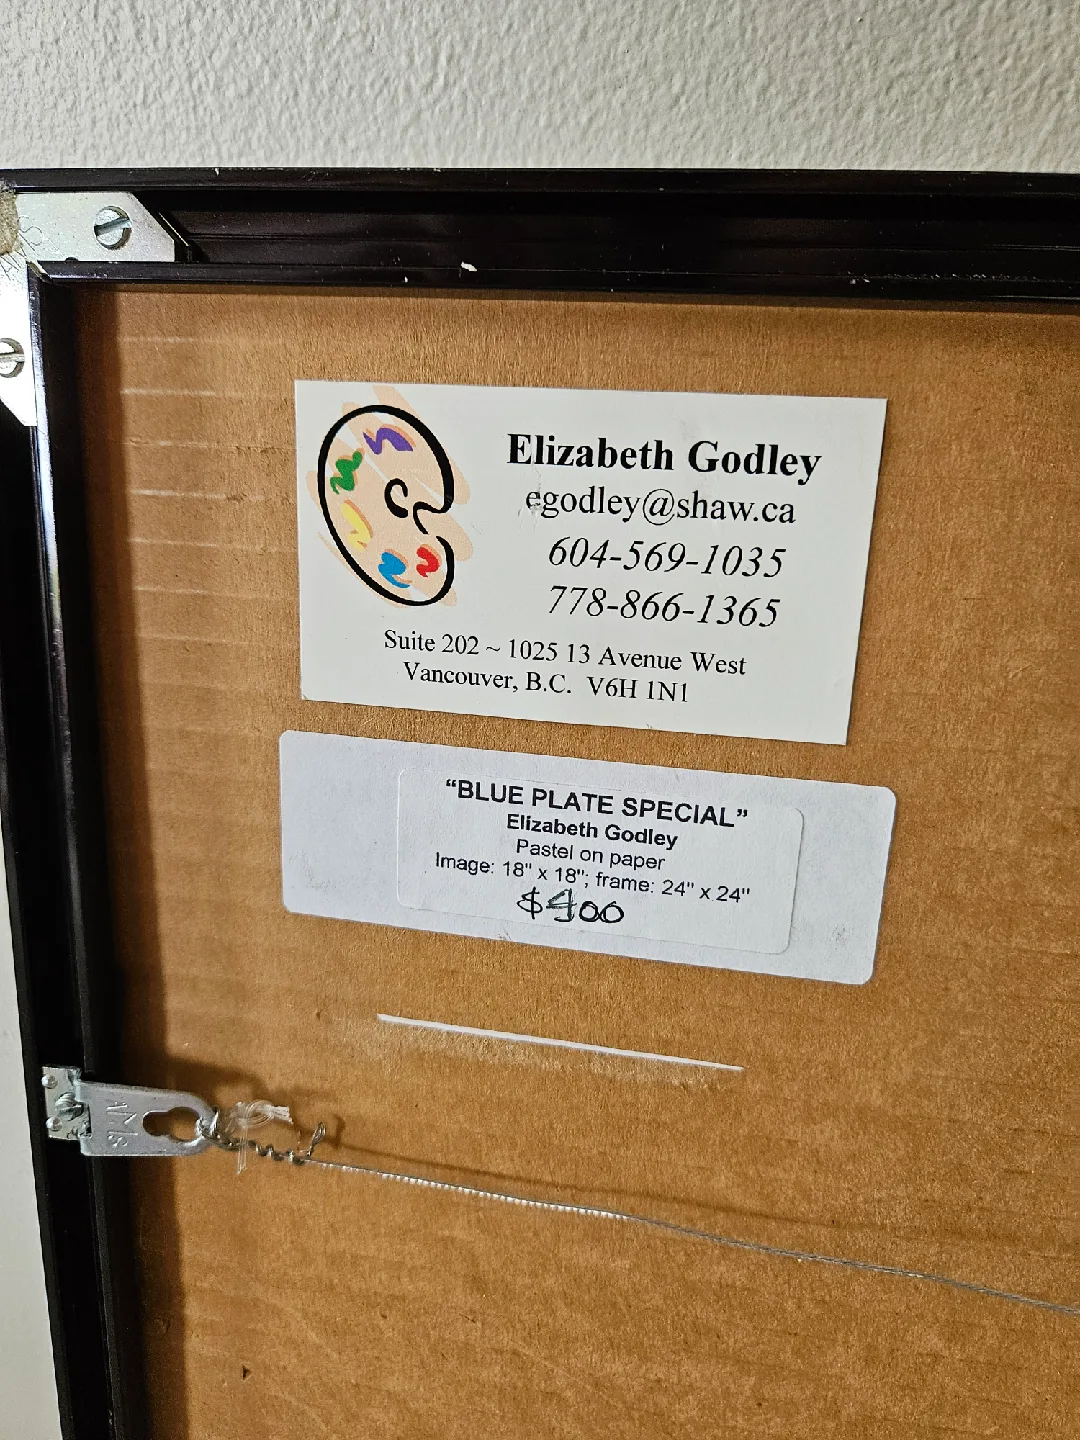 Elizabeth Godley
egodley@shaw.ca
604-569-1035
778-866-1365
Suite 202 ~ 1025 13 Avenue West
Vancouver, B.C. V6H 1N1
"BLUE PLATE SPECIAL"
Elizabeth Godley
Pastel on paper
Image: 18" x 18"; frame: 24" x 24"
$400
AMS